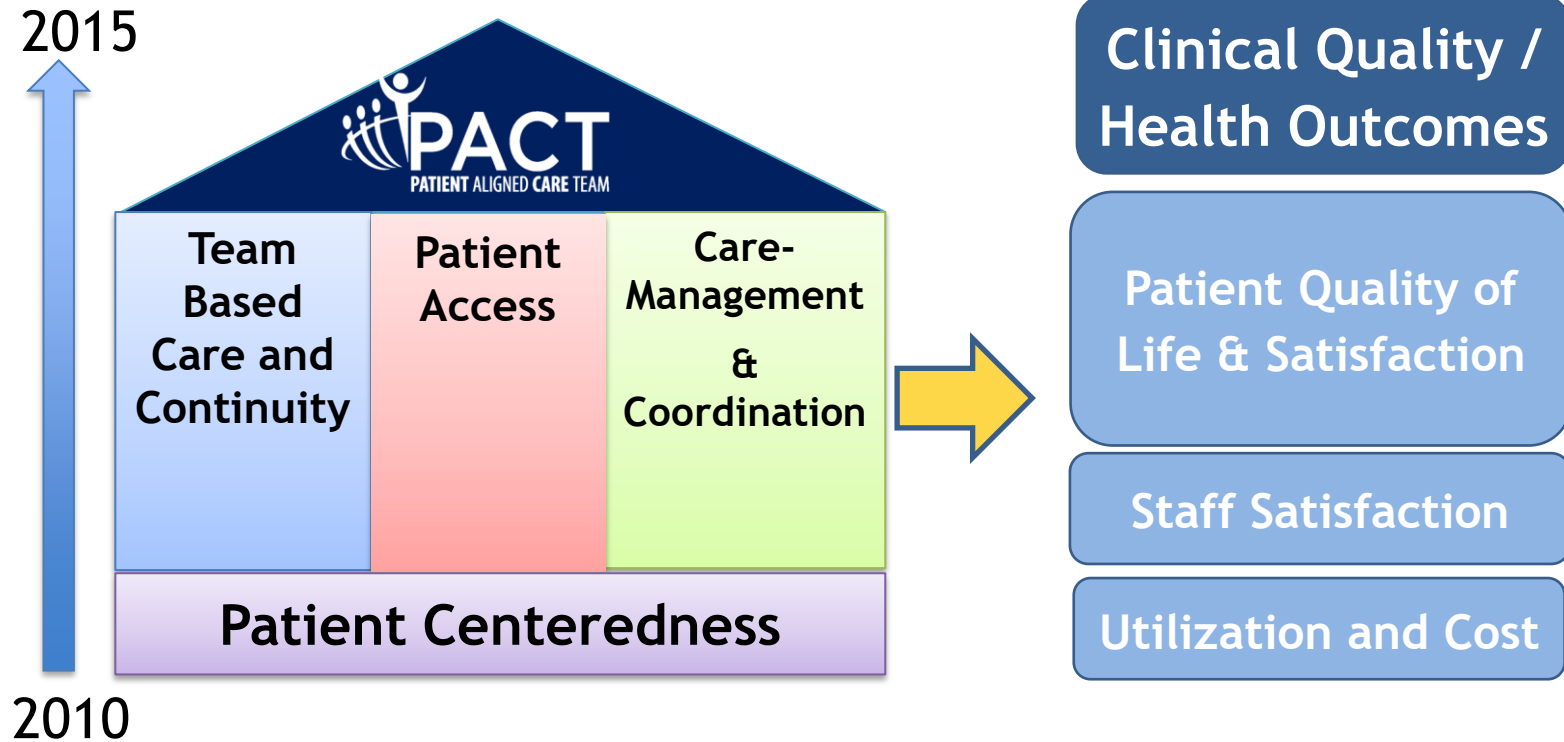 2015
PACT
PATIENT ALIGNED CARE TEAM
Team
Based
Care and
Continuity
Patient
Access
Care-
Management
&
Coordination
Patient Centeredness
2010
Clinical Quality /
Health Outcomes
Patient Quality of
Life & Satisfaction
Staff Satisfaction
Utilization and Cost